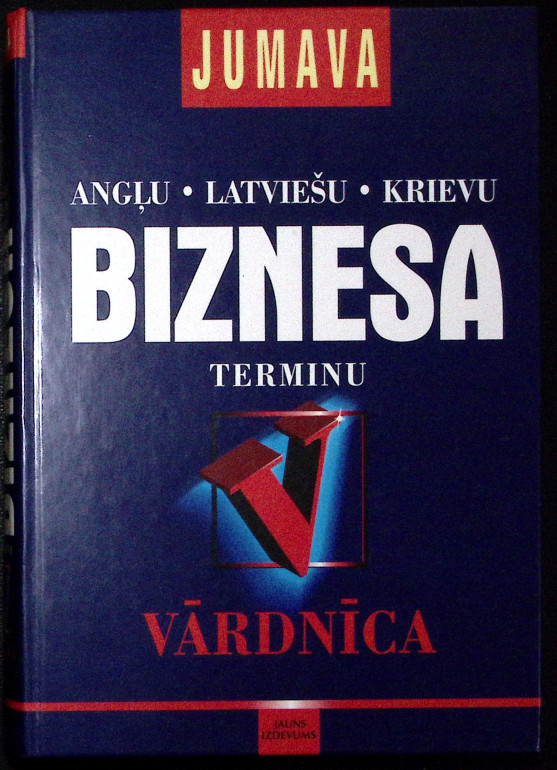 JUMAVA
ANGĻU • LATVIEŠU • KRIEVU
BIZNESA
TERMINU
V
VĀRDNĪCA
JAUNS
IZDEVUMS